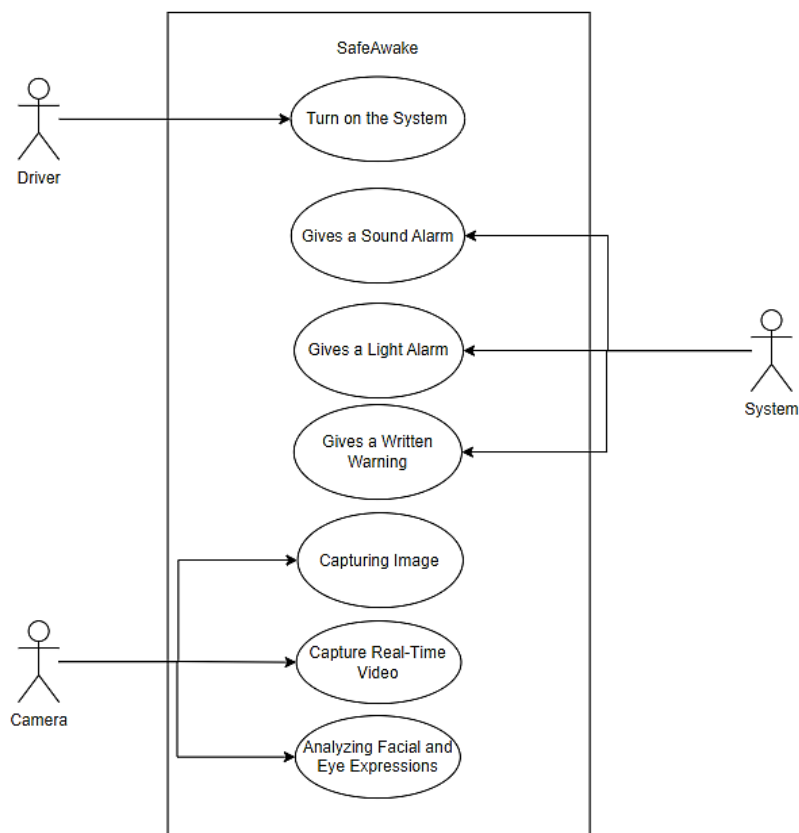 SafeAwake
Turn on the System
Driver
Gives a Sound Alarm
Gives a Light Alarm
System
Gives a Written
Warning
Capturing Image
Capture Real-Time
Video
Camera
Analyzing Facial and
Eye Expressions